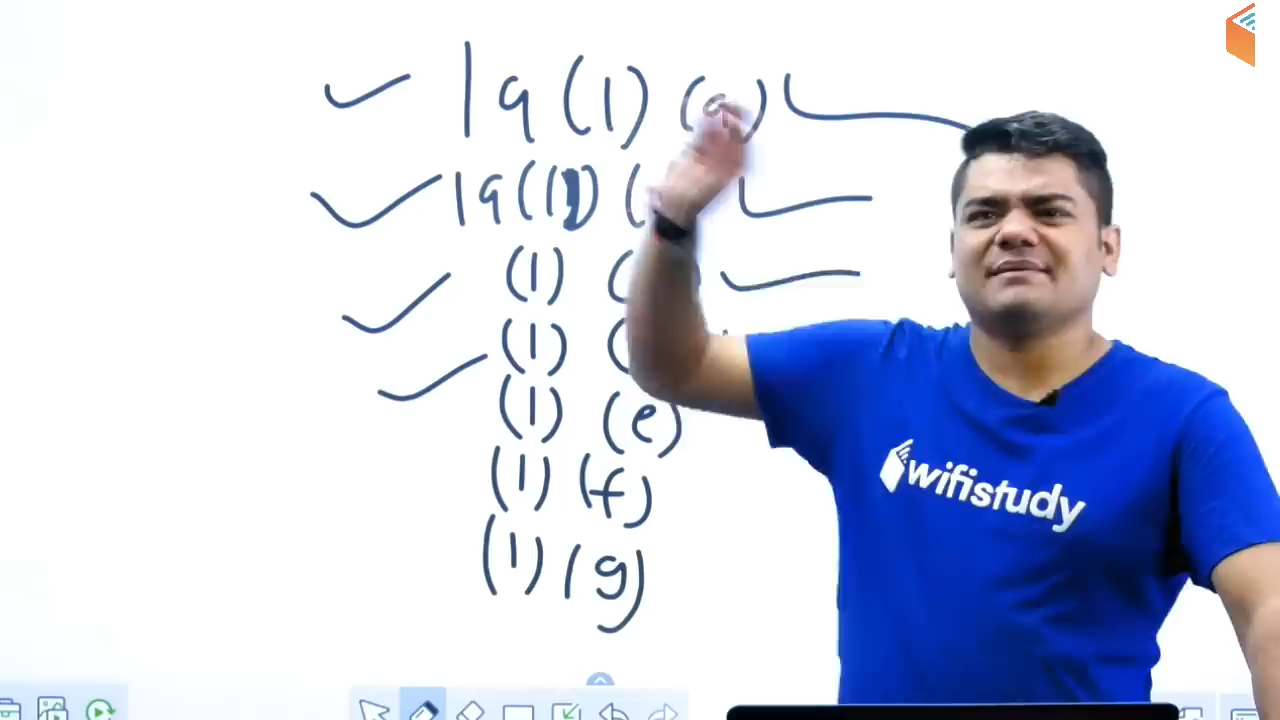 19 (1) (a)
19 (1)
(1)
(1)
(1) (e)
(1) (f)
(1) (g)
wifistudy